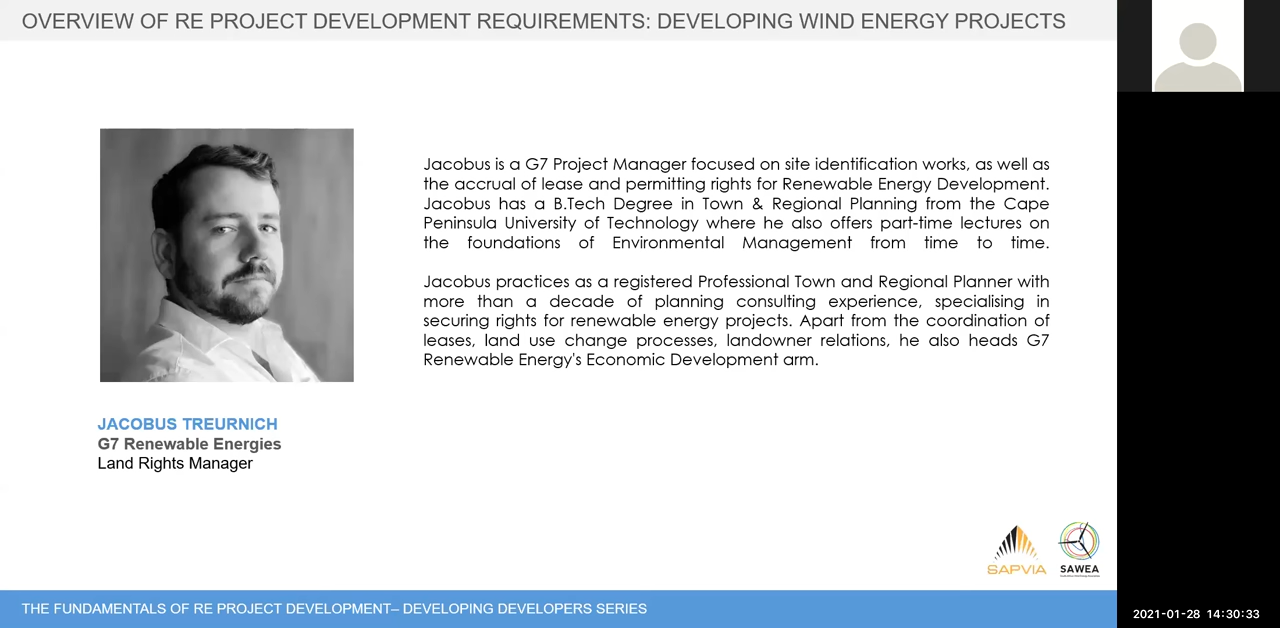 OVERVIEW OF RE PROJECT DEVELOPMENT REQUIREMENTS: DEVELOPING WIND ENERGY PROJECTS
Jacobus is a G7 Project Manager focused on site identification works, as well as
the accrual of lease and permitting rights for Renewable Energy Development.
Jacobus has a B.Tech Degree in Town & Regional Planning from the Cape
Peninsula University of Technology where he also offers part-time lectures on
the foundations of Environmental Management from time to time.
Jacobus practices as a registered Professional Town and Regional Planner with
more than a decade of planning consulting experience, specialising in
securing rights for renewable energy projects. Apart from the coordination of
leases, land use change processes, landowner relations, he also heads G7
Renewable Energy's Economic Development arm.
JACOBUS TREURNICH
G7 Renewable Energies
Land Rights Manager
SAPVIA
SAWEA
THE FUNDAMENTALS OF RE PROJECT DEVELOPMENT– DEVELOPING DEVELOPERS SERIES
2021-01-28 14:30:33